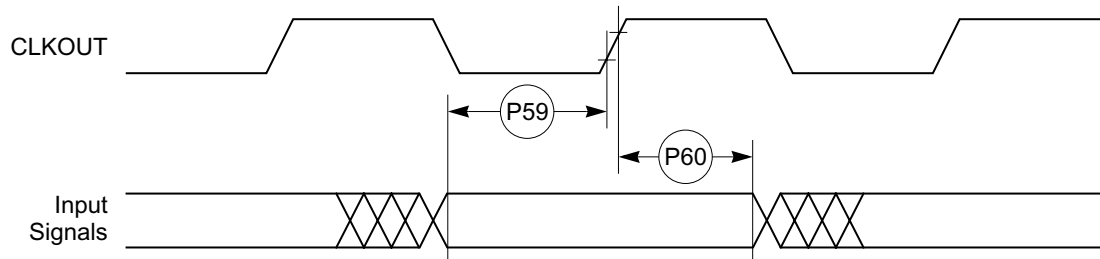 CLKOUT
P59
P60
Input
Signals